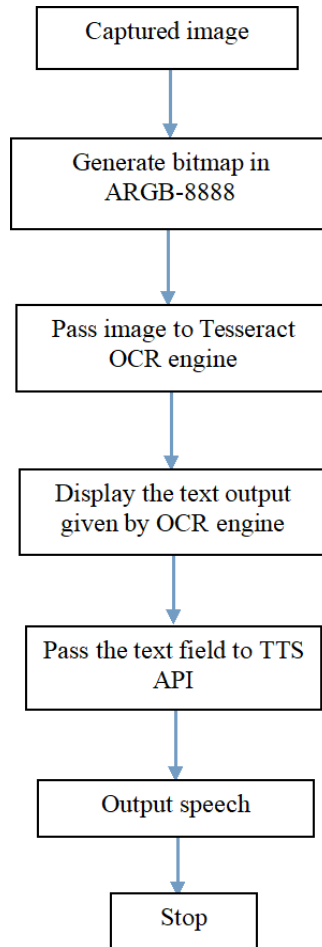 Captured image
Generate bitmap in
ARGB-8888
Pass image to Tesseract
OCR engine
Display the text output
given by OCR engine
Pass the text field to TTS
API
Output speech
Stop